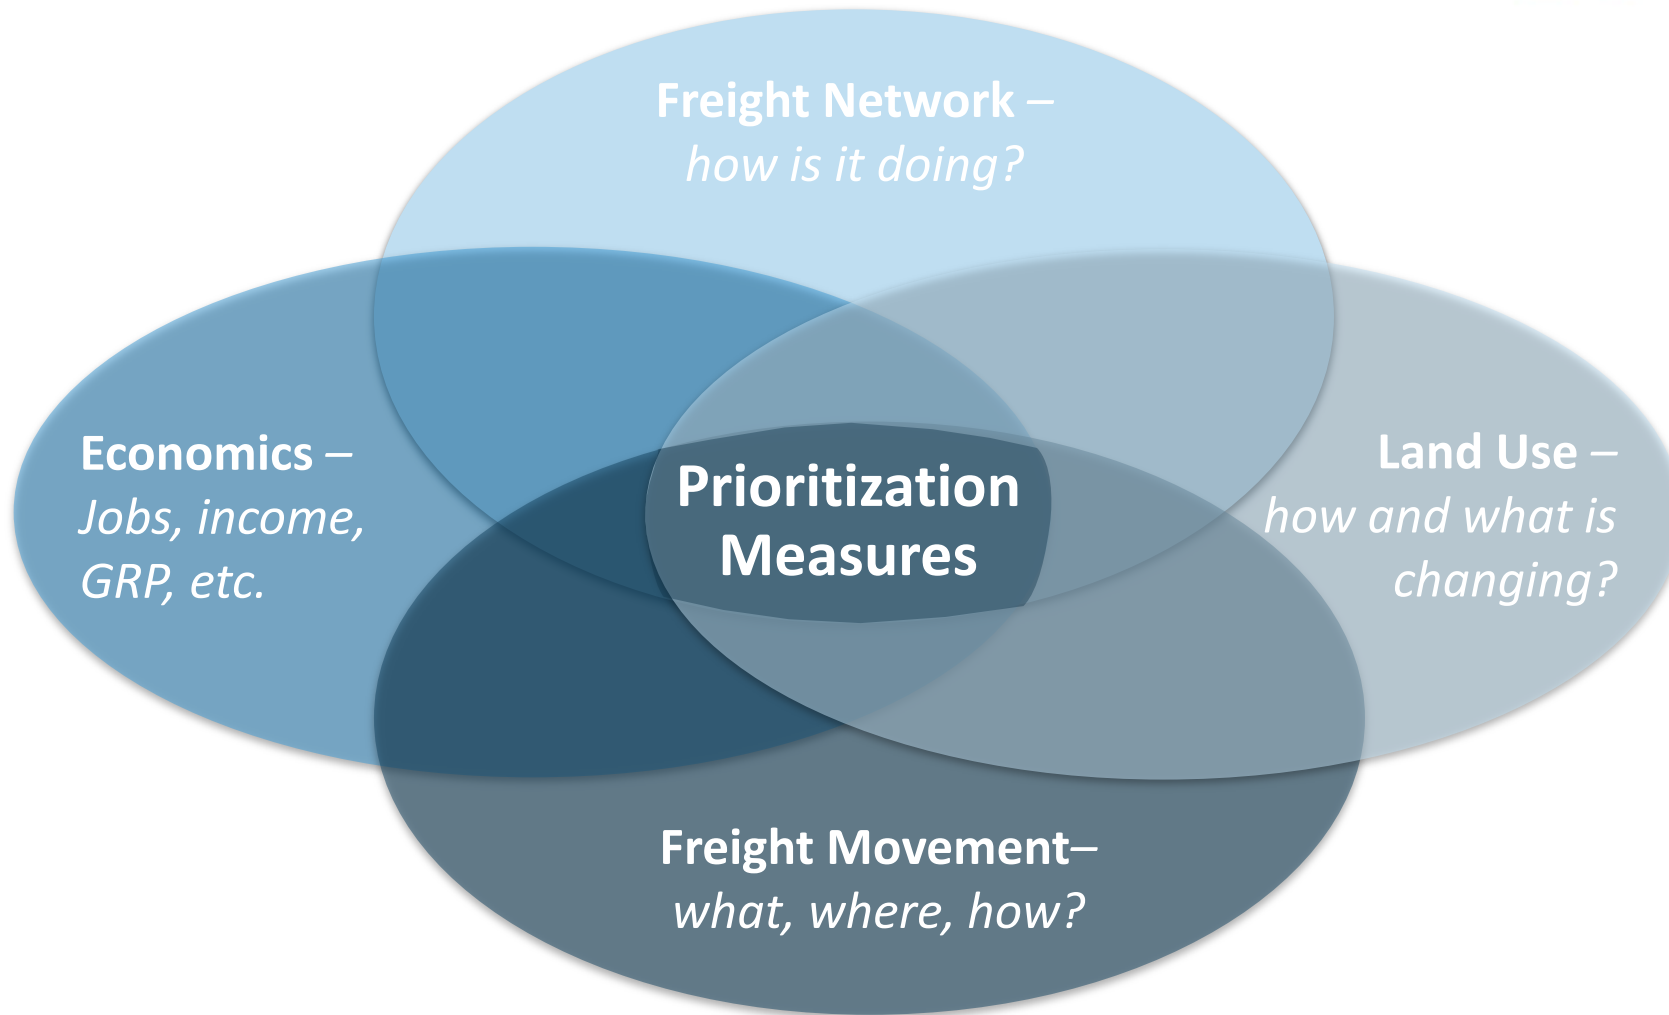 Freight Network –
how is it doing?
Economics –
Jobs, income,
GRP, etc.
Prioritization
Measures
Land Use –
how and what is
changing?
Freight Movement–
what, where, how?